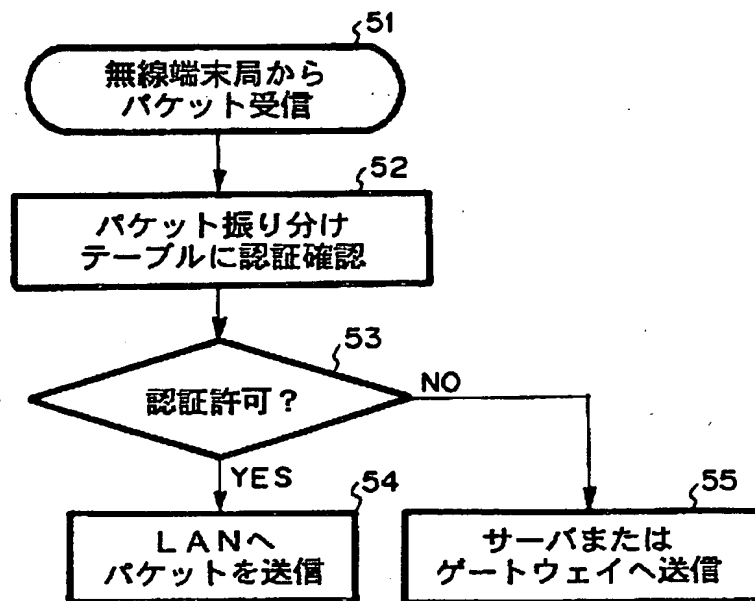 51
無線端末局から
パケット受信
52
パケット振り分け
テーブルに認証確認
53
認証許可?
NO
YES
54
LANへ
パケットを送信
55
サーバまたは
ゲートウェイへ送信